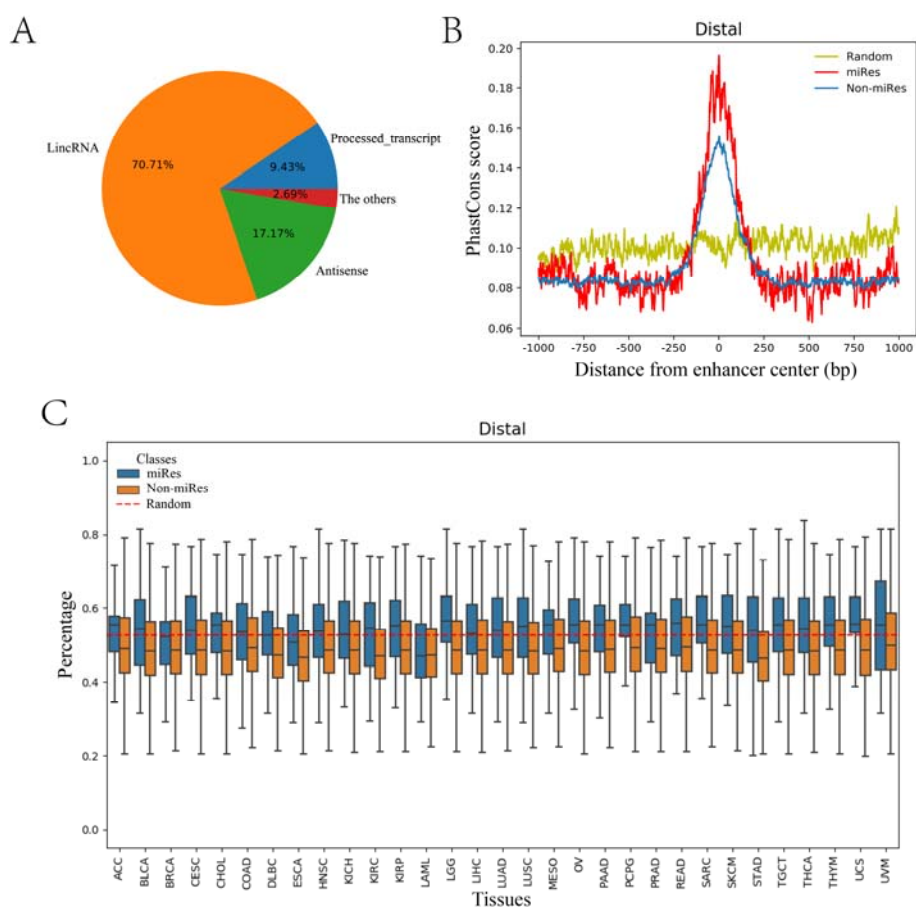 A
LincRNA
70.71%
Processed_transcript
9.43%
2.69%
The others
17.17%
Antisense
B
Distal
0.20
0.18
0.16
0.14
0.12
0.10
0.08
0.06
PhastCons score
Random
miRes
Non-miRes
-1000 -750 -500 -250 0 250 500 750 1000
Distance from enhancer center (bp)
C
Distal
Classes
miRes
Non-miRes
Random
1.0
0.8
0.6
0.4
0.2
0.0
Percentage
ACC BLCA BRCA CESC CHOL COAD DLBC ESCA HNSC KICH KIRC KIRP LAML LGG LIHC LUAD LUSC MESO OV PAAD PCPG PRAD READ SARC SKCM STAD TGCT THCA THYM UCS UVM
Tissues